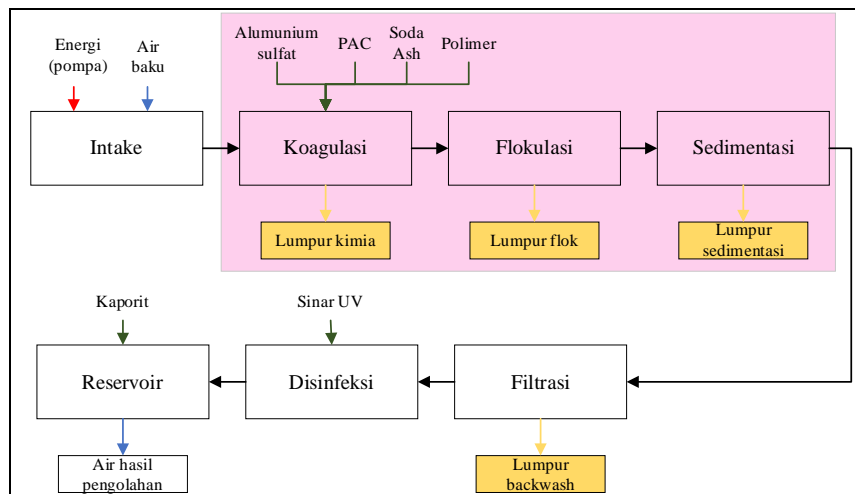 Energi
(pompa)
Air
baku
Alumunium
sulfat
PAC
Soda
Ash
Polimer
Intake
Koagulasi
Flokulasi
Sedimentasi
Lumpur kimia
Lumpur flok
Lumpur
sedimentasi
Kaporit
Sinar UV
Reservoir
Disinfeksi
Filtrasi
Air hasil
pengolahan
Lumpur
backwash